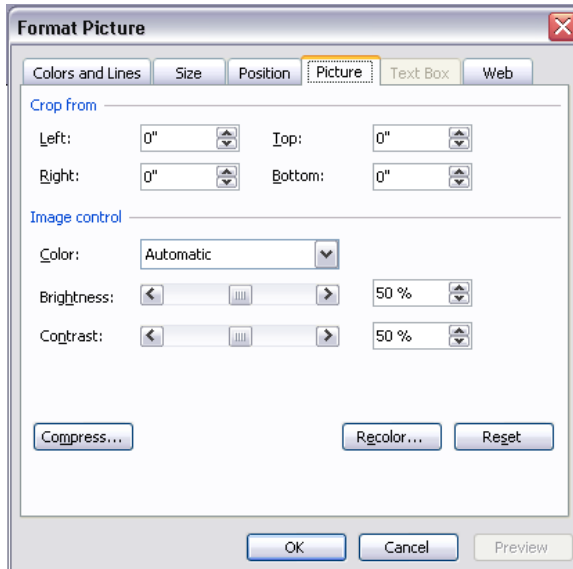 Format Picture
Colors and Lines Size Position Picture Text Box Web
Crop from
Left: 0" Top: 0"
Right: 0" Bottom: 0"
Image control
Color: Automatic
Brightness: 50 %
Contrast: 50 %
Compress... Recolor... Reset
OK Cancel Preview